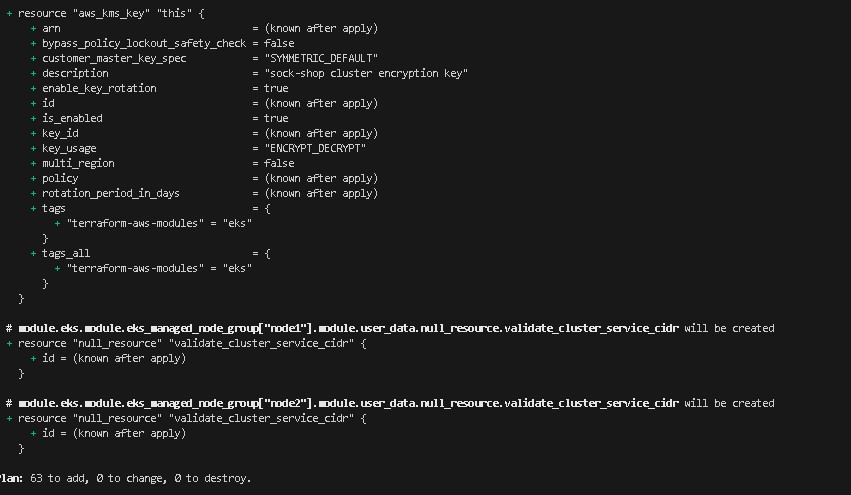 + resource "aws_kms_key" "this" {
+ arn = (known after apply)
+ bypass_policy_lockout_safety_check = false
+ customer_master_key_spec = "SYMMETRIC_DEFAULT"
+ description = "sock-shop cluster encryption key"
+ enable_key_rotation = true
+ id = (known after apply)
+ is_enabled = true
+ key_id = (known after apply)
+ key_usage = "ENCRYPT_DECRYPT"
+ multi_region = false
+ policy = (known after apply)
+ rotation_period_in_days = (known after apply)
+ tags = {
+ "terraform-aws-modules" = "eks"
}
+ tags_all = {
+ "terraform-aws-modules" = "eks"
}
}
# module.eks.module.eks_managed_node_group["node1"].module.user_data.null_resource.validate_cluster_service_cidr will be created
+ resource "null_resource" "validate_cluster_service_cidr" {
+ id = (known after apply)
}
# module.eks.module.eks_managed_node_group["node2"].module.user_data.null_resource.validate_cluster_service_cidr will be created
+ resource "null_resource" "validate_cluster_service_cidr" {
+ id = (known after apply)
}
Plan: 63 to add, 0 to change, 0 to destroy.